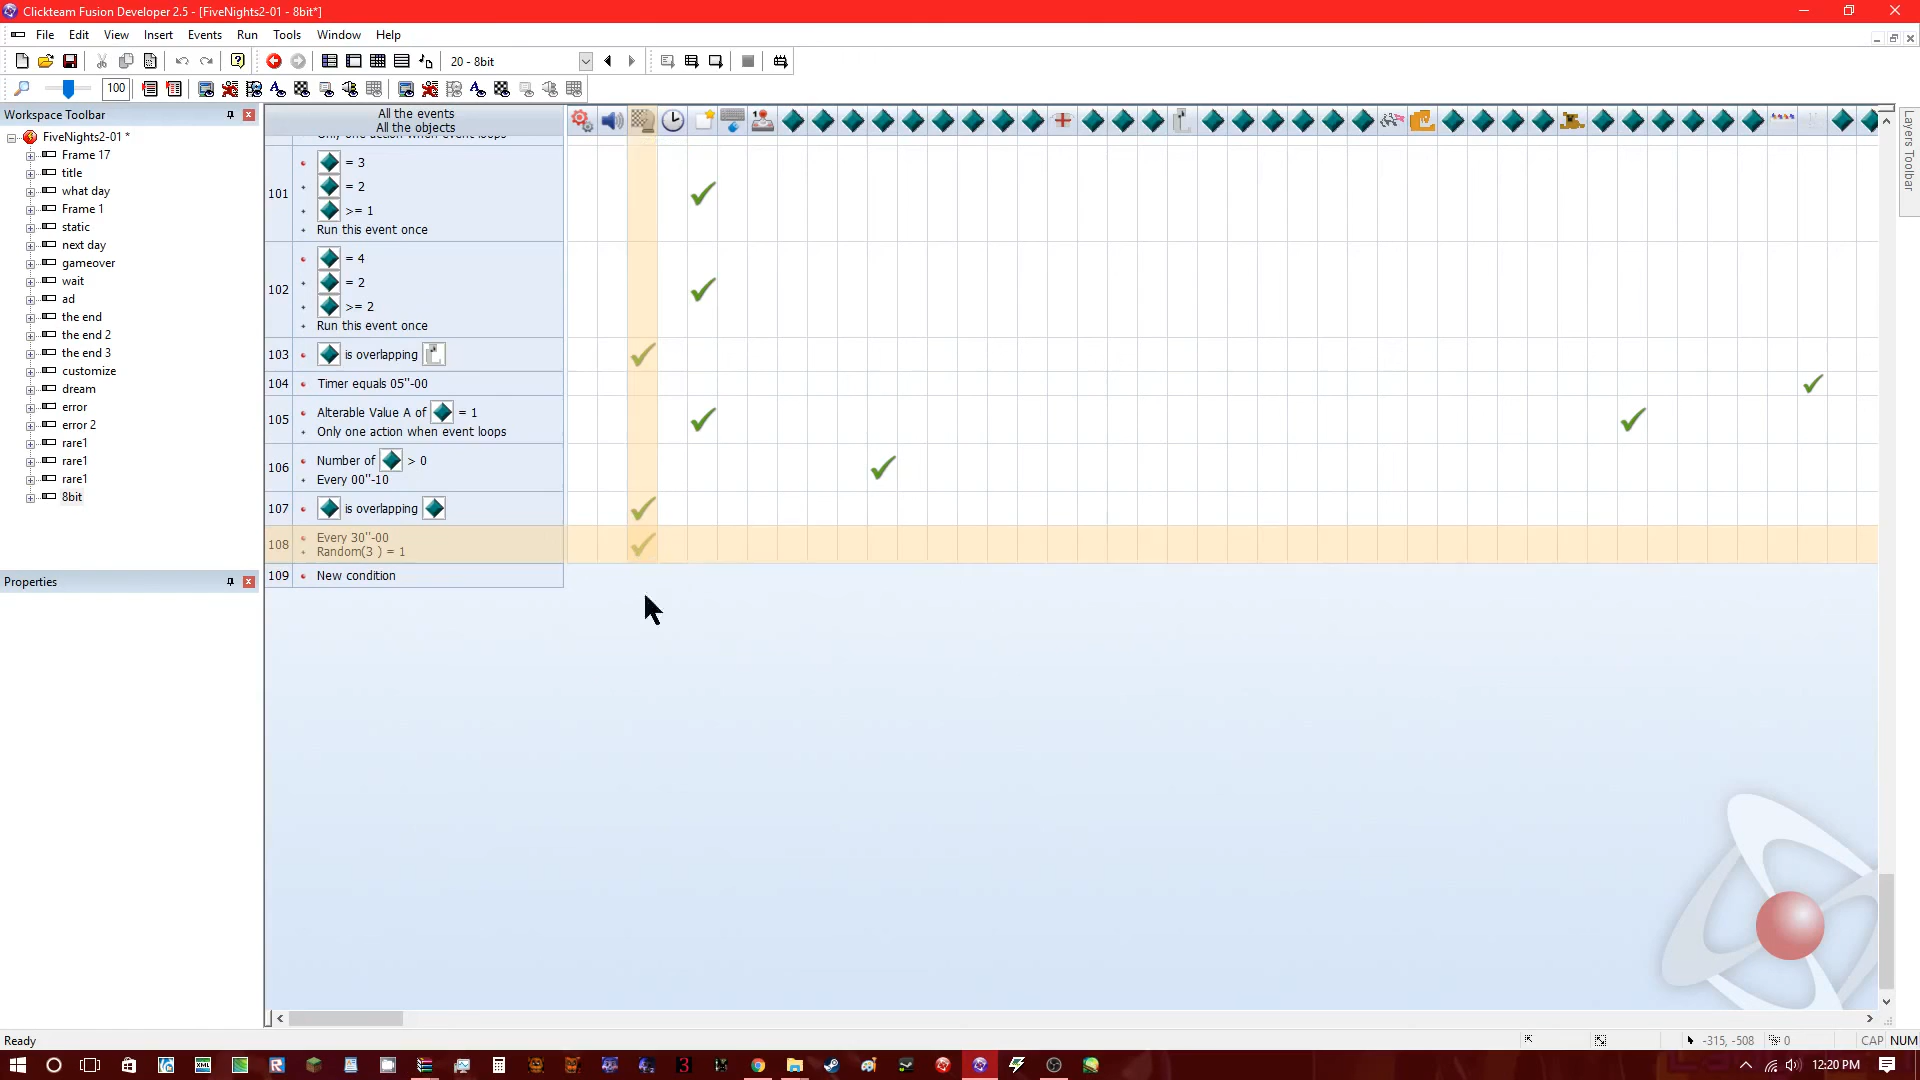 Clickteam Fusion Developer 2.5 - [FiveNights2-01 - 8bit*]
File Edit View Insert Events Run Tools Window Help
20 - 8bit
100
Workspace Toolbar
FiveNights2-01 *
Frame 17
title
what day
Frame 1
static
next day
gameover
wait
ad
the end
the end 2
the end 3
customize
dream
error
error 2
rare1
rare1
rare1
8bit
Properties
All the events
All the objects
Only one action when event loops
101
= 3
= 2
>= 1
Run this event once
102
= 4
= 2
>= 2
Run this event once
103 is overlapping
104 Timer equals 05''-00
105 Alterable Value A of = 1
Only one action when event loops
106 Number of > 0
Every 00''-10
107 is overlapping
108 Every 30''-00
Random(3 ) = 1
109 New condition
Layers Toolbar
Ready
-315, -508 0 CAP NUM
12:20 PM